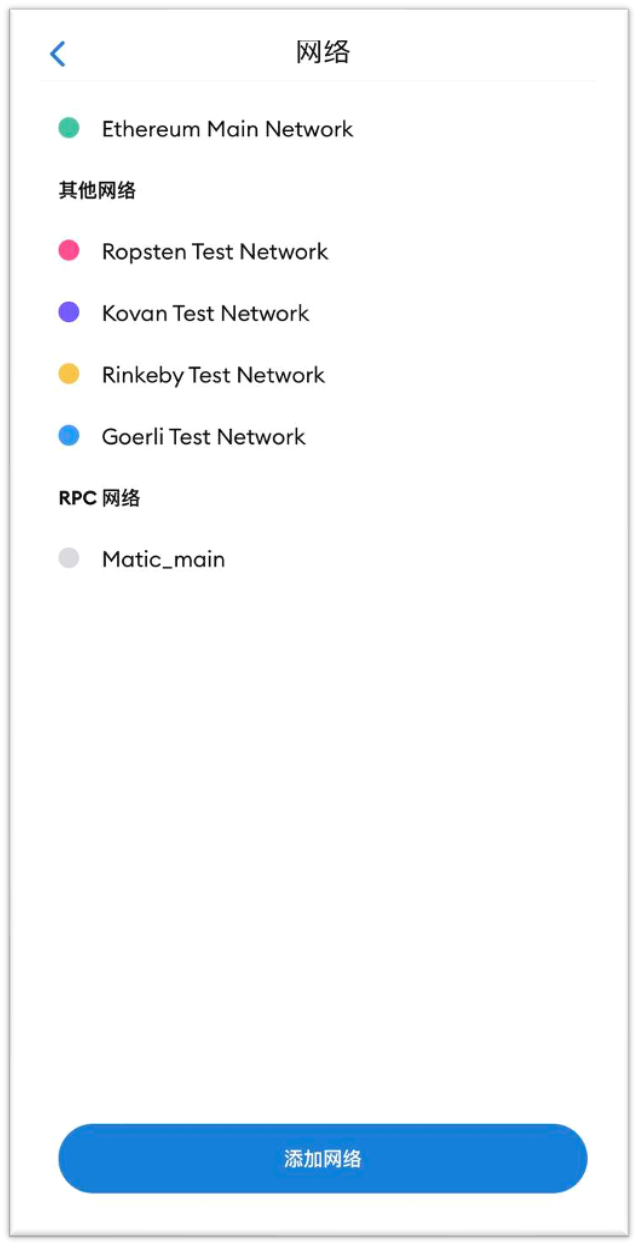 网络
Ethereum Main Network
其他网络
Ropsten Test Network
Kovan Test Network
Rinkeby Test Network
Goerli Test Network
RPC 网络
Matic_main
添加网络